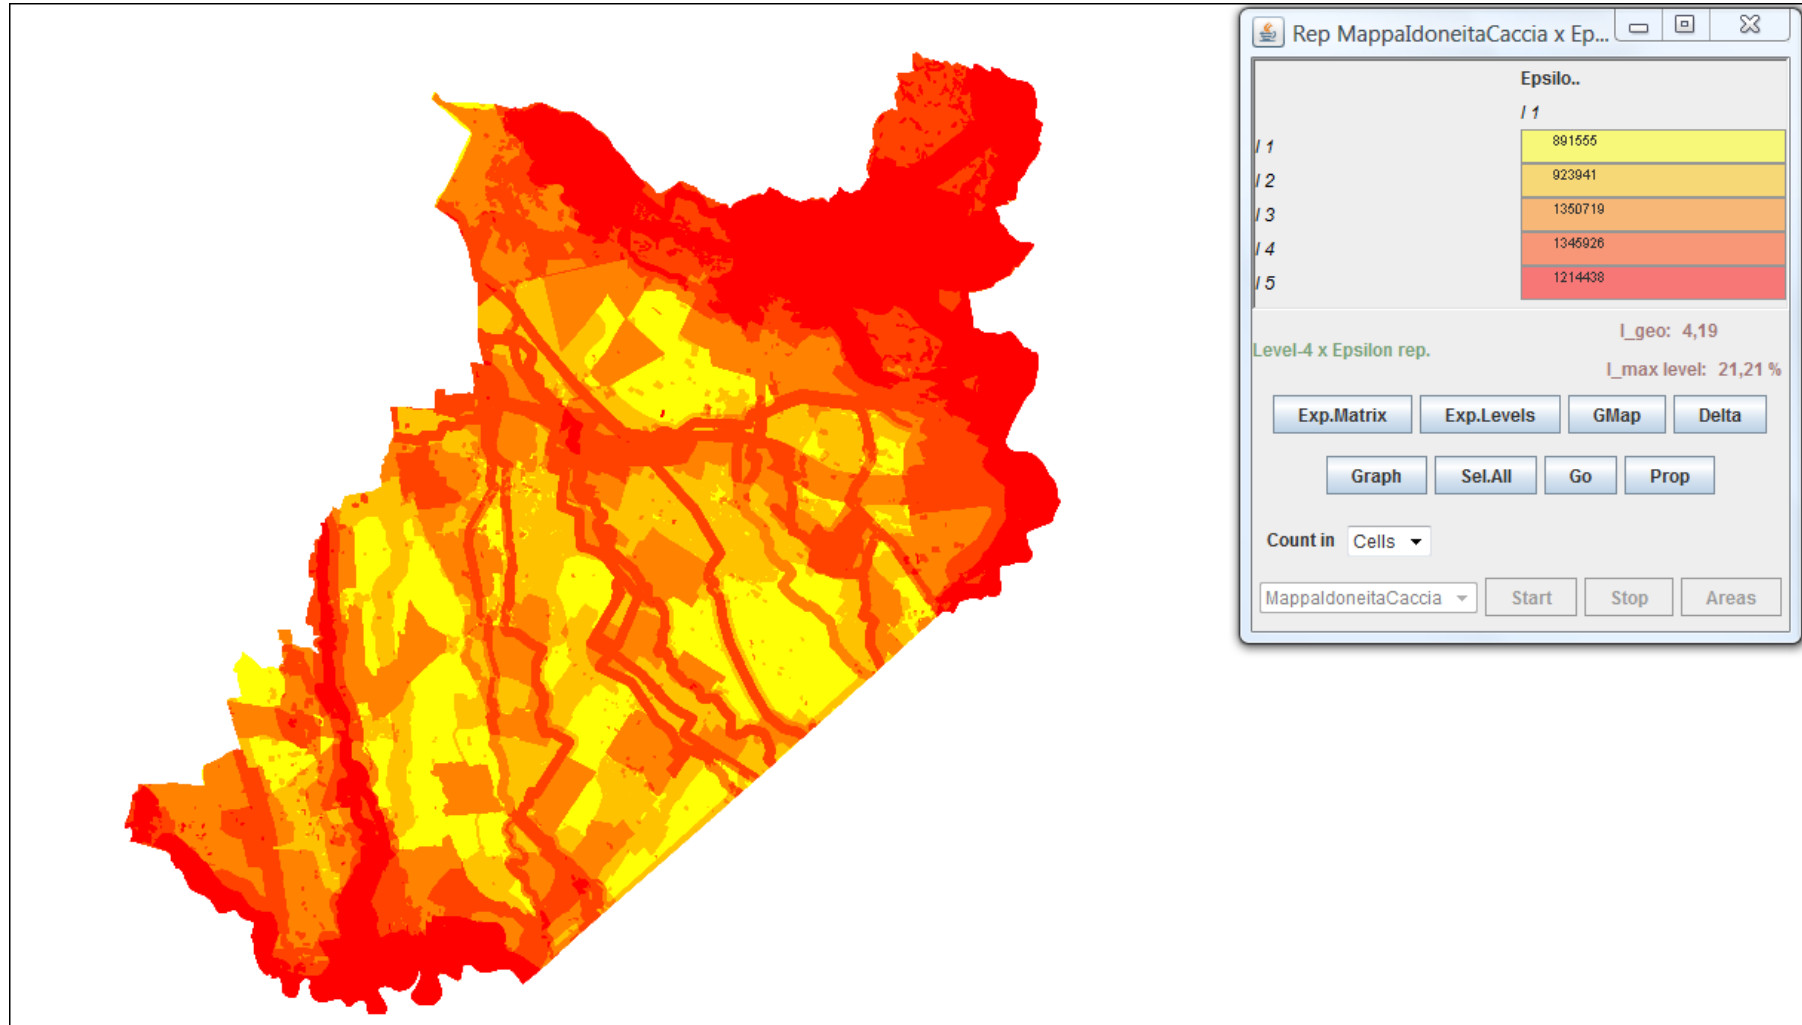 Rep MappaIdoneitaCaccia x Ep...
Epsilo..
l 1
l 1 891555
l 2 923941
l 3 1350719
l 4 1345926
l 5 1214438
Level-4 x Epsilon rep.
I_geo: 4,19
I_max level: 21,21 %
Exp.Matrix Exp.Levels GMap Delta
Graph Sel.All Go Prop
Count in Cells
MappaIdoneitaCaccia Start Stop Areas